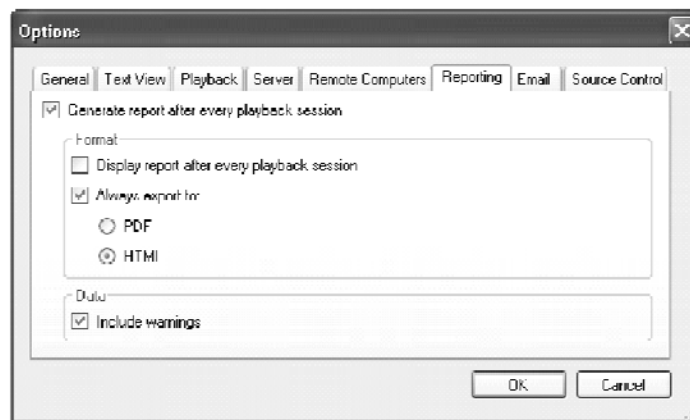 Options
General Text View Playback Server Remote Computers Reporting Email Source Control
Generate report after every playback session
Format
Display report after every playback session
Always export to:
PDF
HTML
Data
Include warnings
OK Cancel